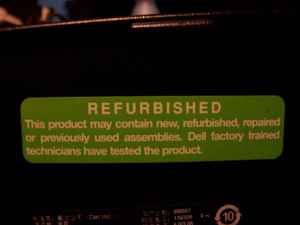 REFURBISHED
This product may contain new, refurbished, repaired
or previously used assemblies. Dell factory trained
technicians have tested the product.
10